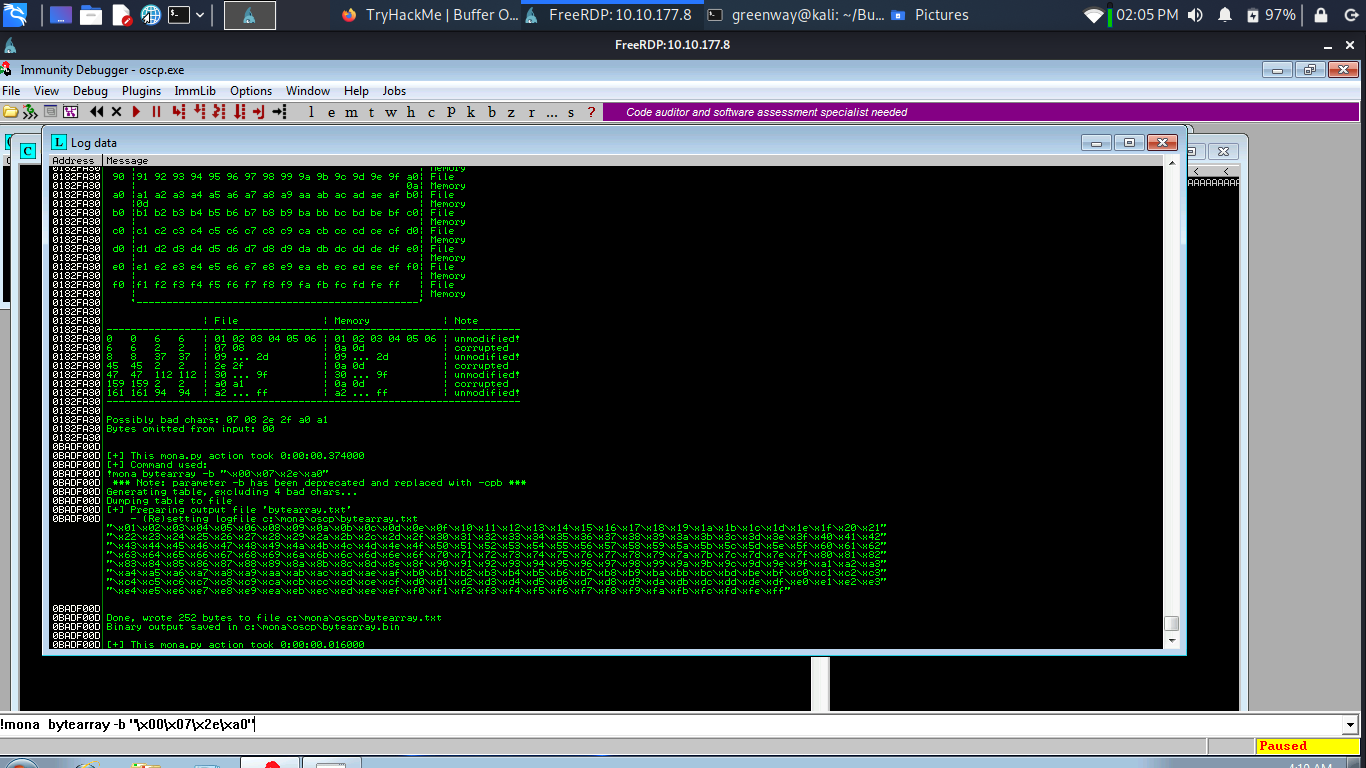 TryHackMe | Buffer O...
FreeRDP: 10.10.177.8
greenway@kali: ~/Bu...
Pictures
02:05 PM
97%
FreeRDP: 10.10.177.8
Immunity Debugger - oscp.exe
File View Debug Plugins ImmLib Options Window Help Jobs
l e m t w h c p k b z r ... s ?
Code auditor and software assessment specialist needed
Log data
Address Message
0182FA30 Memory
0182FA30 90 |91 92 93 94 95 96 97 98 99 9a 9b 9c 9d 9e 9f a0| File
0182FA30 | 0a| Memory
0182FA30 a0 |a1 a2 a3 a4 a5 a6 a7 a8 a9 aa ab ac ad ae af b0| File
0182FA30 |0d | Memory
0182FA30 b0 |b1 b2 b3 b4 b5 b6 b7 b8 b9 ba bb bc bd be bf c0| File
0182FA30 | | Memory
0182FA30 c0 |c1 c2 c3 c4 c5 c6 c7 c8 c9 ca cb cc cd ce cf d0| File
0182FA30 | | Memory
0182FA30 d0 |d1 d2 d3 d4 d5 d6 d7 d8 d9 da db dc dd de df e0| File
0182FA30 | | Memory
0182FA30 e0 |e1 e2 e3 e4 e5 e6 e7 e8 e9 ea eb ec ed ee ef f0| File
0182FA30 | | Memory
0182FA30 f0 |f1 f2 f3 f4 f5 f6 f7 f8 f9 fa fb fc fd fe ff | File
0182FA30 | | Memory
0182FA30 `-----------------------------------------------'
0182FA30
0182FA30 | File | Memory | Note
0182FA30 ---------------------------------------------------------------------
0182FA30 0 0 6 6 | 01 02 03 04 05 06 | 01 02 03 04 05 06 | unmodified!
0182FA30 6 6 2 2 | 07 08 | 0a 0d | corrupted
0182FA30 8 8 37 37 | 09 ... 2d | 09 ... 2d | unmodified!
0182FA30 45 45 2 2 | 2e 2f | 0a 0d | corrupted
0182FA30 47 47 112 112 | 30 ... 9f | 30 ... 9f | unmodified!
0182FA30 159 159 2 2 | a0 a1 | 0a 0d | corrupted
0182FA30 161 161 94 94 | a2 ... ff | a2 ... ff | unmodified!
0182FA30 ---------------------------------------------------------------------
0182FA30
0182FA30 Possibly bad chars: 07 08 2e 2f a0 a1
0182FA30 Bytes omitted from input: 00
0182FA30
0BADF00D
0BADF00D [+] This mona.py action took 0:00:00.374000
0BADF00D [+] Command used:
0BADF00D !mona bytearray -b "\x00\x07\x2e\xa0"
0BADF00D *** Note: parameter -b has been deprecated and replaced with -cpb ***
0BADF00D Generating table, excluding 4 bad chars...
0BADF00D Dumping table to file
0BADF00D [+] Preparing output file 'bytearray.txt'
0BADF00D - (Re)setting logfile c:\mona\oscp\bytearray.txt
"\x01\x02\x03\x04\x05\x06\x08\x09\x0a\x0b\x0c\x0d\x0e\x0f\x10\x11\x12\x13\x14\x15\x16\x17\x18\x19\x1a\x1b\x1c\x1d\x1e\x1f\x20\x21"
"\x22\x23\x24\x25\x26\x27\x28\x29\x2a\x2b\x2c\x2d\x2f\x30\x31\x32\x33\x34\x35\x36\x37\x38\x39\x3a\x3b\x3c\x3d\x3e\x3f\x40\x41\x42"
"\x43\x44\x45\x46\x47\x48\x49\x4a\x4b\x4c\x4d\x4e\x4f\x50\x51\x52\x53\x54\x55\x56\x57\x58\x59\x5a\x5b\x5c\x5d\x5e\x5f\x60\x61\x62"
"\x63\x64\x65\x66\x67\x68\x69\x6a\x6b\x6c\x6d\x6e\x6f\x70\x71\x72\x73\x74\x75\x76\x77\x78\x79\x7a\x7b\x7c\x7d\x7e\x7f\x80\x81\x82"
"\x83\x84\x85\x86\x87\x88\x89\x8a\x8b\x8c\x8d\x8e\x8f\x90\x91\x92\x93\x94\x95\x96\x97\x98\x99\x9a\x9b\x9c\x9d\x9e\x9f\xa1\xa2\xa3"
"\xa4\xa5\xa6\xa7\xa8\xa9\xaa\xab\xac\xad\xae\xaf\xb0\xb1\xb2\xb3\xb4\xb5\xb6\xb7\xb8\xb9\xba\xbb\xbc\xbd\xbe\xbf\xc0\xc1\xc2\xc3"
"\xc4\xc5\xc6\xc7\xc8\xc9\xca\xcb\xcc\xcd\xce\xcf\xd0\xd1\xd2\xd3\xd4\xd5\xd6\xd7\xd8\xd9\xda\xdb\xdc\xdd\xde\xdf\xe0\xe1\xe2\xe3"
"\xe4\xe5\xe6\xe7\xe8\xe9\xea\xeb\xec\xed\xee\xef\xf0\xf1\xf2\xf3\xf4\xf5\xf6\xf7\xf8\xf9\xfa\xfb\xfc\xfd\xfe\xff"
0BADF00D
0BADF00D Done, wrote 252 bytes to file c:\mona\oscp\bytearray.txt
0BADF00D Binary output saved in c:\mona\oscp\bytearray.bin
0BADF00D
0BADF00D [+] This mona.py action took 0:00:00.016000
!mona bytearray -b "\x00\x07\x2e\xa0"
Paused